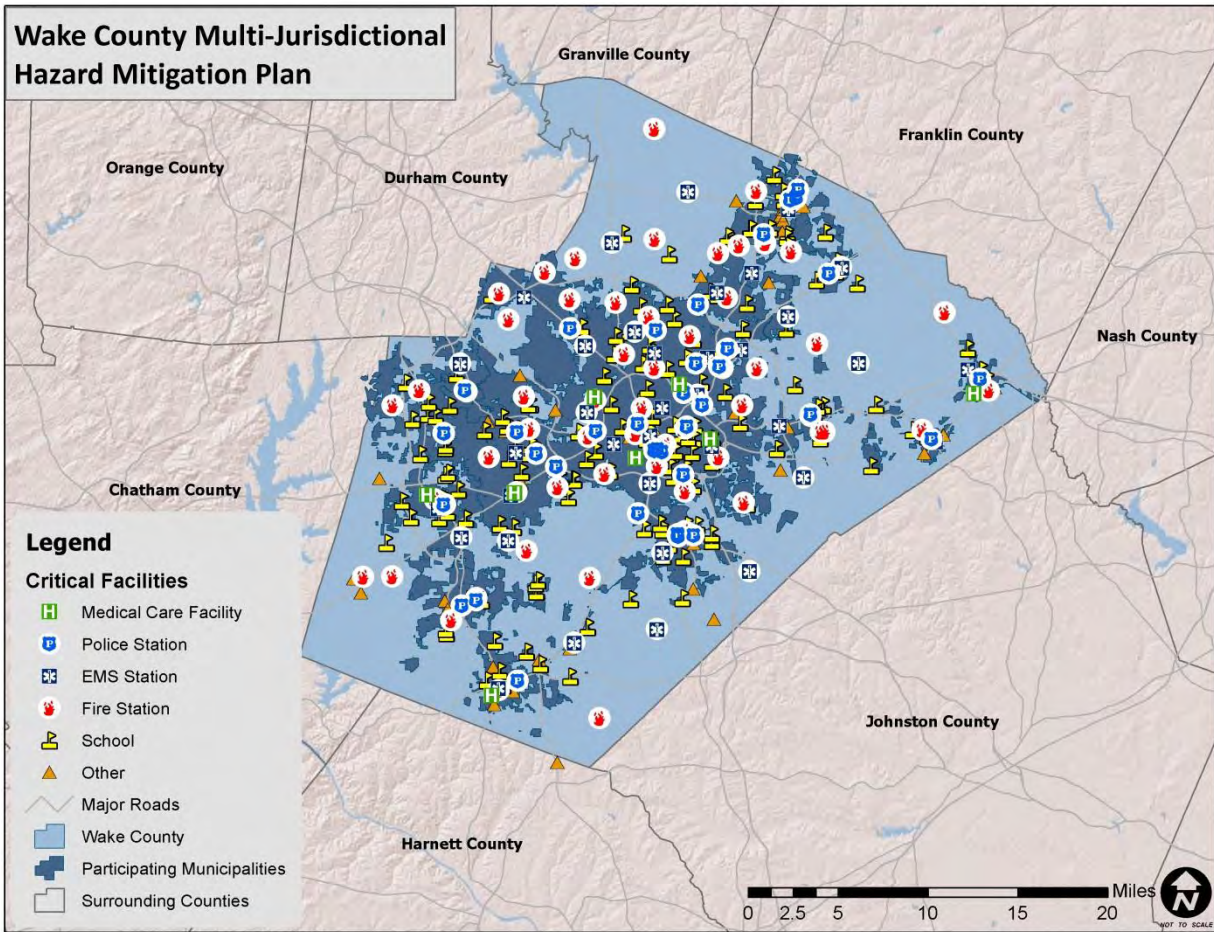 Wake County Multi-Jurisdictional
Hazard Mitigation Plan
Granville County
Franklin County
Orange County
Durham County
Nash County
Chatham County
Johnston County
Harnett County
Legend
Critical Facilities
H Medical Care Facility
P Police Station
EMS Station
Fire Station
School
Other
Major Roads
Wake County
Participating Municipalities
Surrounding Counties
Miles
0 2.5 5 10 15 20
N
NOT TO SCALE